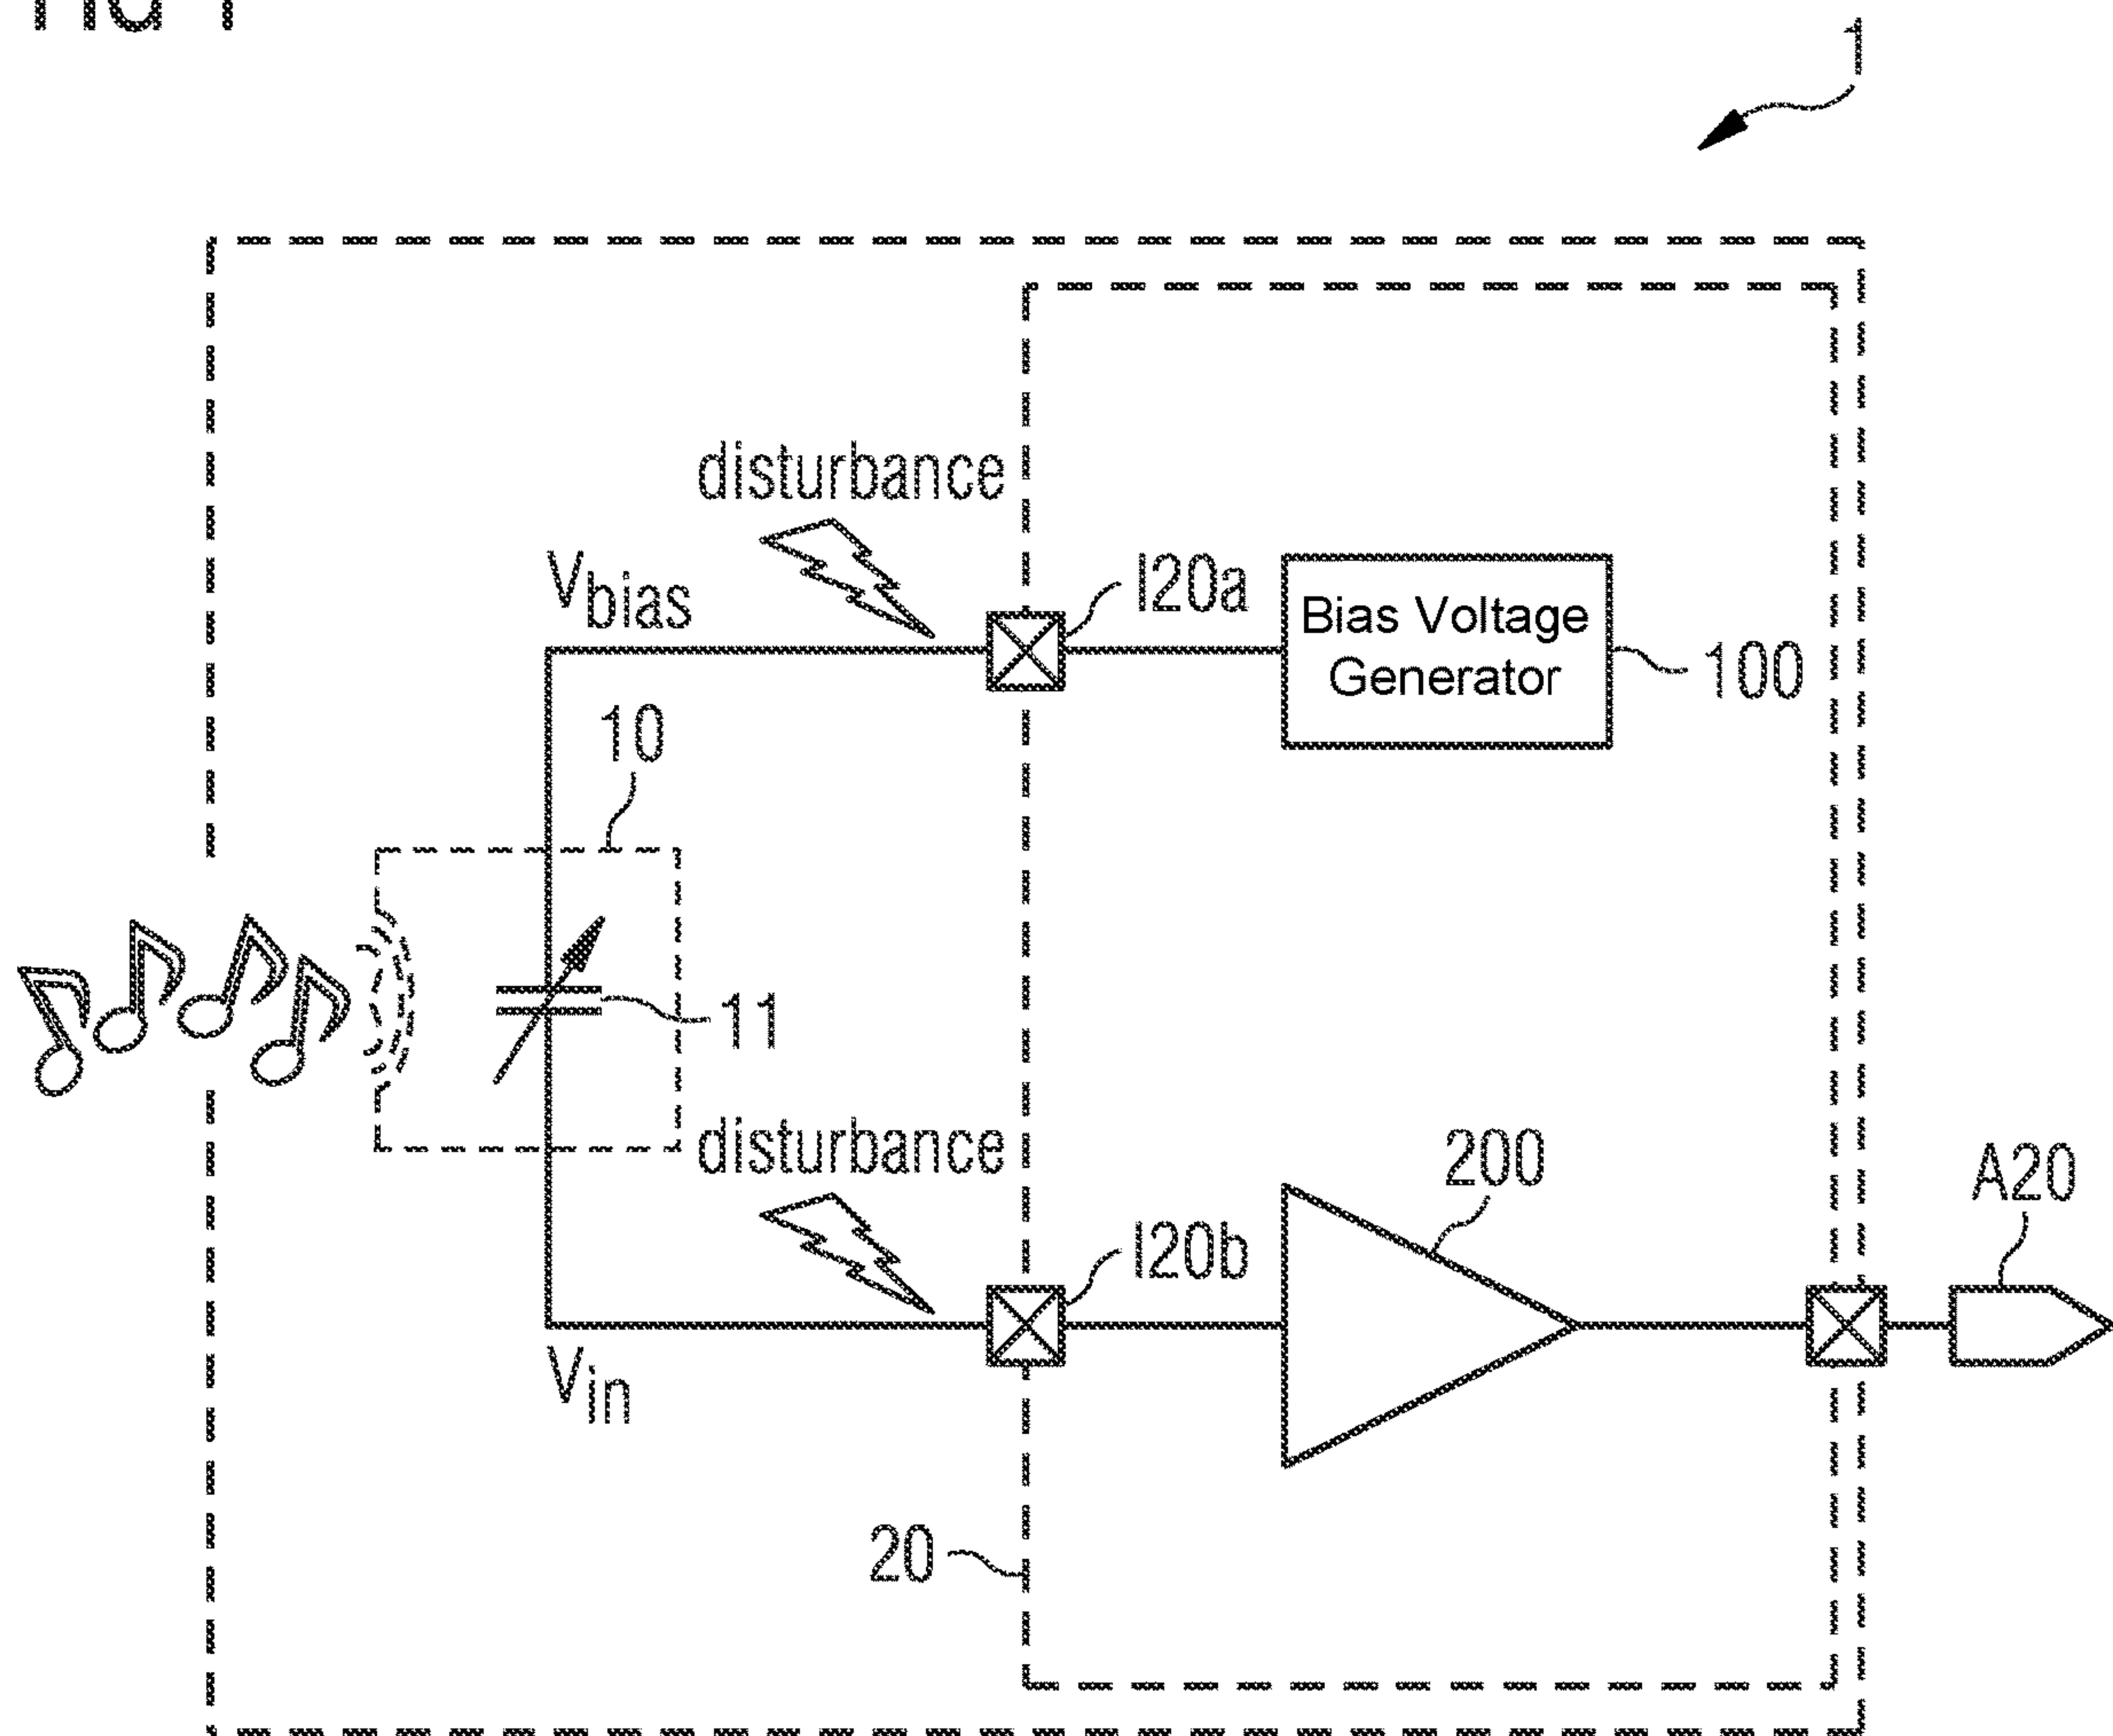 1
disturbance
Vbias
I20a
Bias Voltage
Generator
100
10
11
disturbance
200
A20
I20b
Vin
20